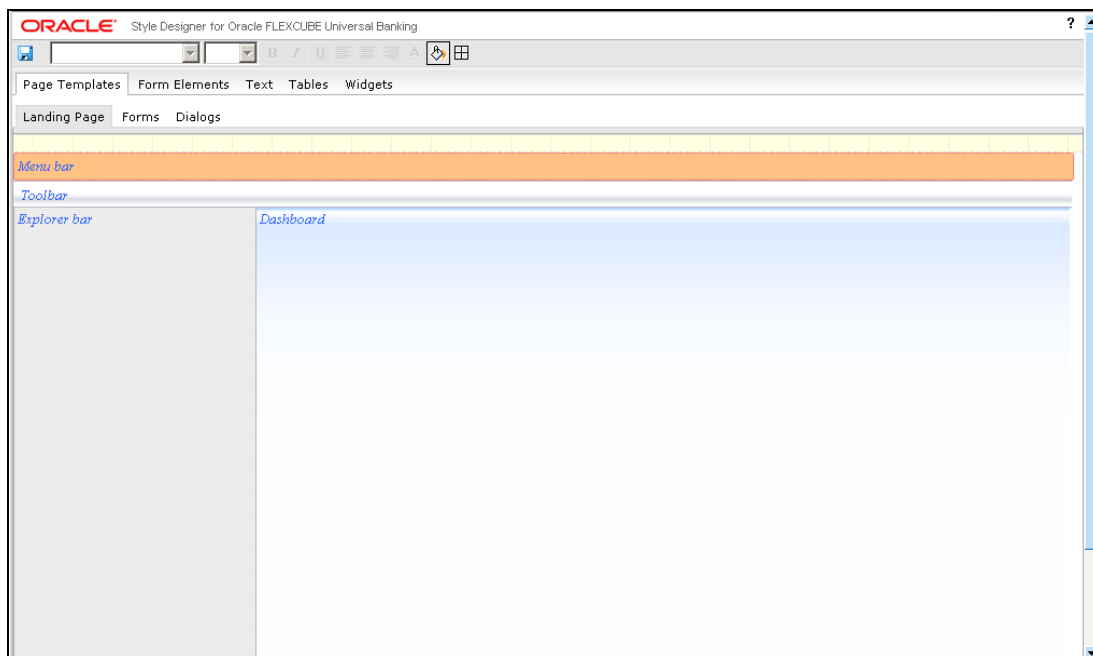 ORACLE® Style Designer for Oracle FLEXCUBE Universal Banking ?
B I U A
Page Templates Form Elements Text Tables Widgets
Landing Page Forms Dialogs
Menu bar
Toolbar
Explorer bar Dashboard